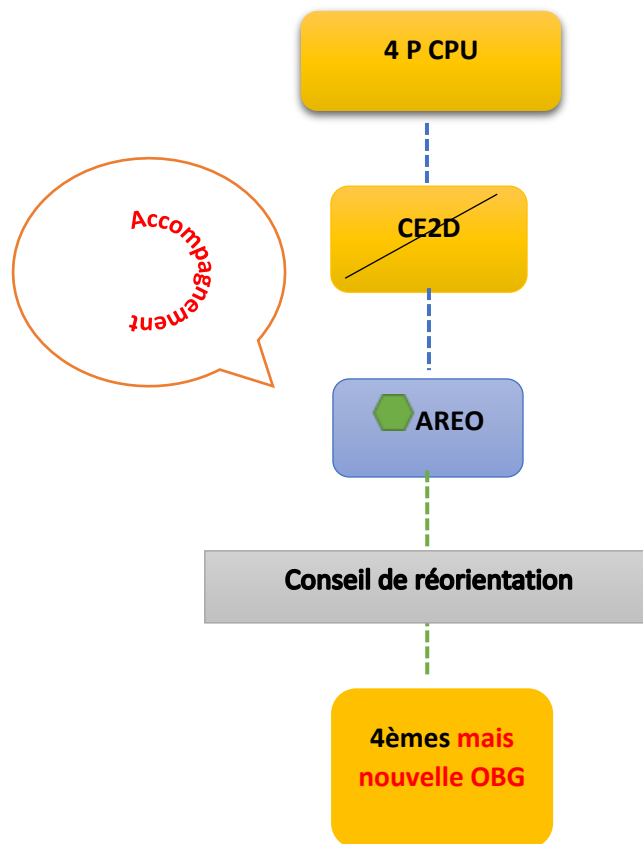 4 P CPU
CE2D
Accompagnement
AREO
Conseil de réorientation
4èmes mais
nouvelle OBG